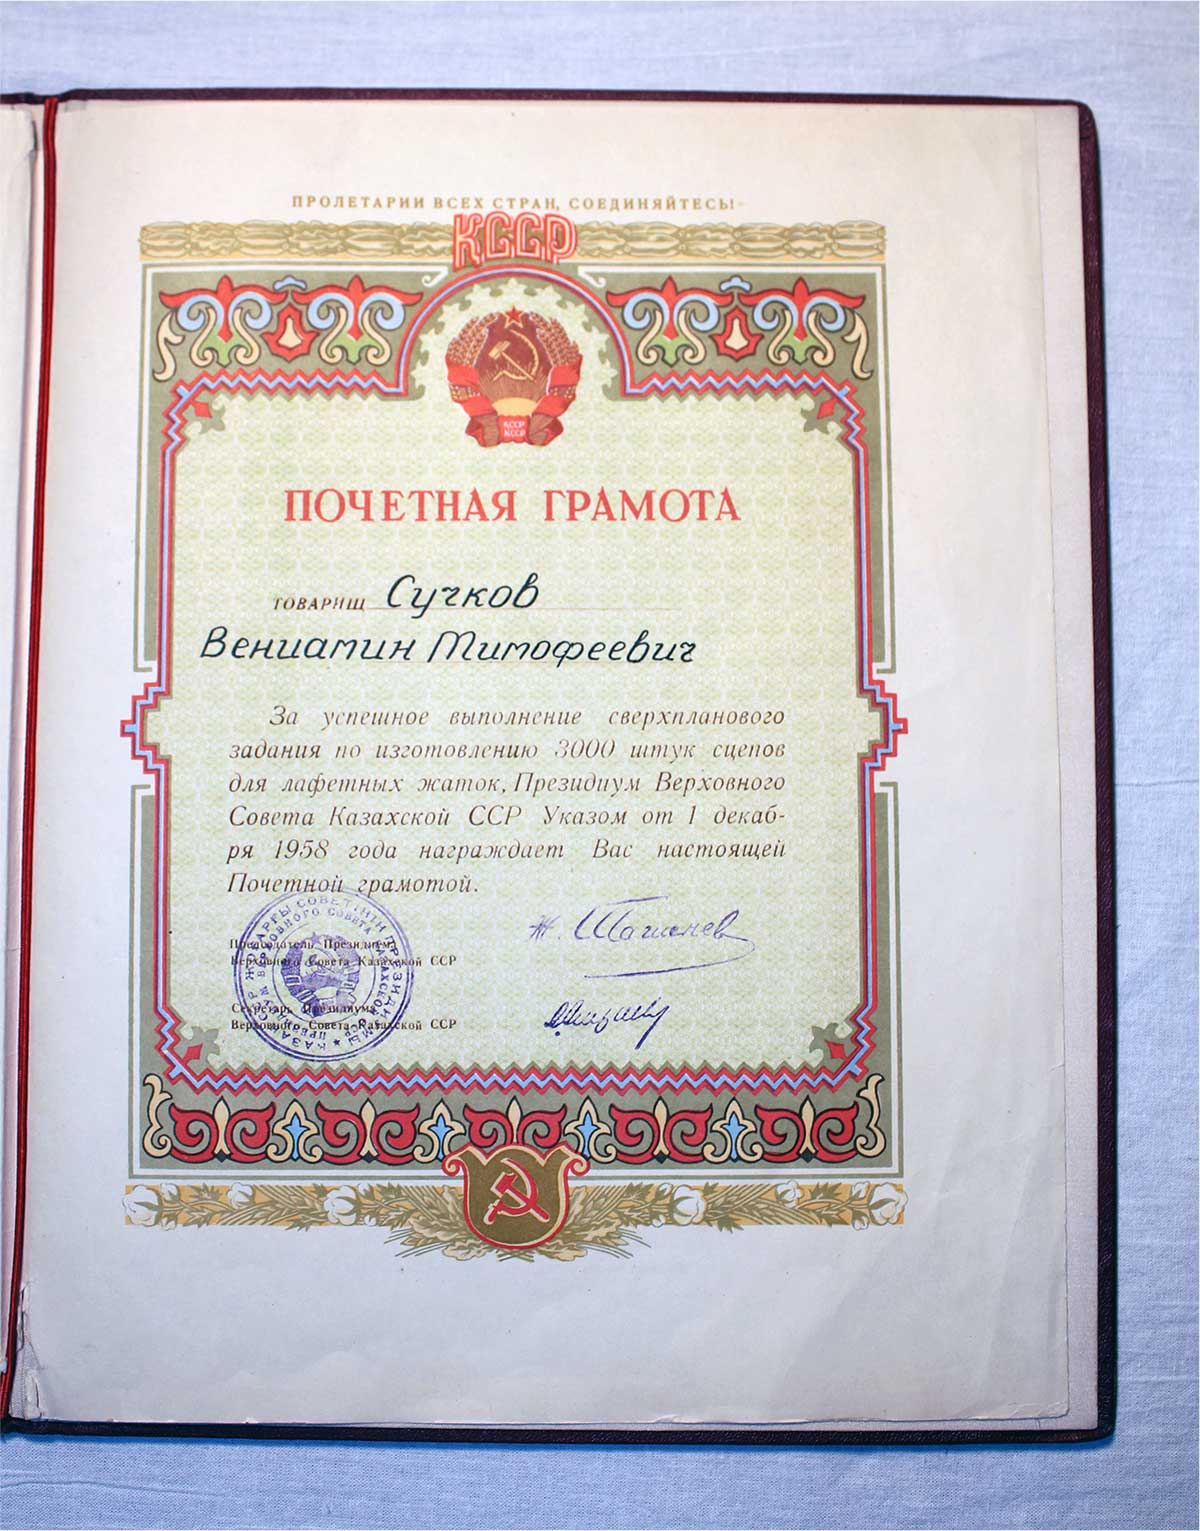 ПРОЛЕТАРИИ ВСЕХ СТРАН, СОЕДИНЯЙТЕСЬ!
КССР
КССР
КССР
ПОЧЕТНАЯ ГРАМОТА
ТОВАРИЩ Сучков
Вениамин Тимофеевич
За успешное выполнение сверхпланового
задания по изготовлению 3000 штук сцепов
для лафетных жаток, Президиум Верховного
Совета Казахской ССР Указом от 1 декаб-
ря 1958 года награждает Вас настоящей
Почетной грамотой.
Председатель Президиума
Верховного Совета Казахской ССР
Секретарь Президиума
Верховного Совета Казахской ССР